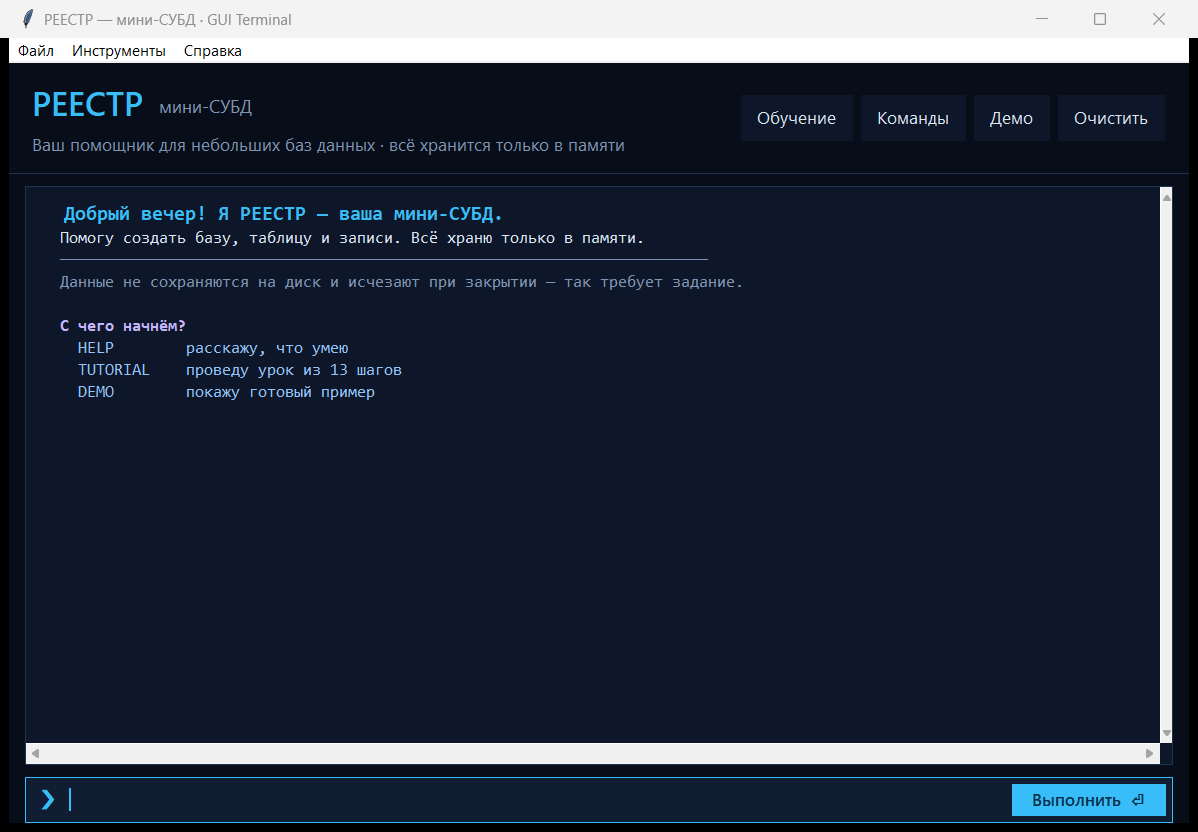 РЕЕСТР — мини-СУБД · GUI Terminal
Файл Инструменты Справка
РЕЕСТР мини-СУБД
Ваш помощник для небольших баз данных · всё хранится только в памяти
Обучение Команды Демо Очистить
Добрый вечер! Я РЕЕСТР — ваша мини-СУБД.
Помогу создать базу, таблицу и записи. Всё храню только в памяти.
Данные не сохраняются на диск и исчезают при закрытии — так требует задание.
С чего начнём?
HELP расскажу, что умею
TUTORIAL проведу урок из 13 шагов
DEMO покажу готовый пример
❯
Выполнить ⏎